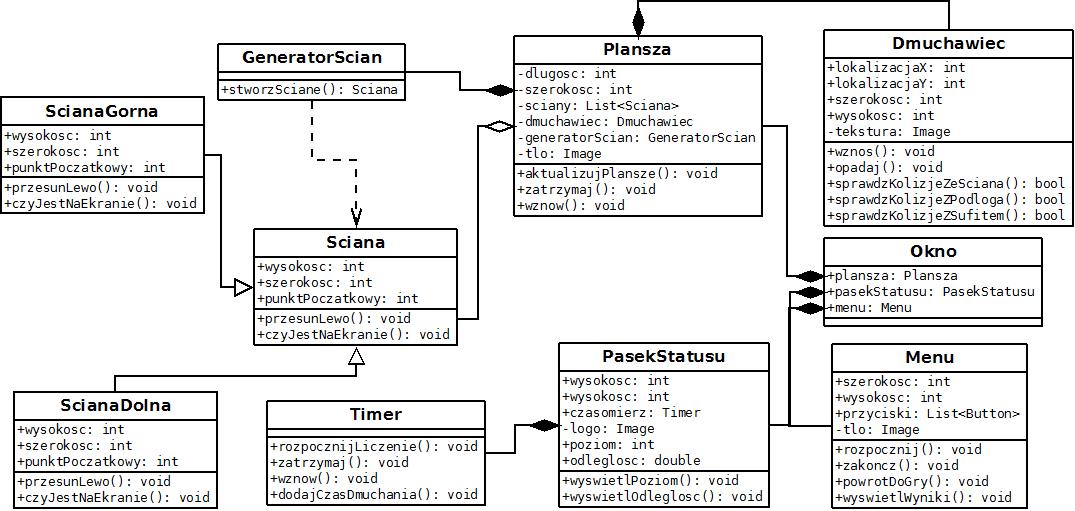 GeneratorScian
+stworzSciane(): Sciana
Plansza
-dlugosc: int
-szerokosc: int
-sciany: List<Sciana>
-dmuchawiec: Dmuchawiec
-generatorScian: GeneratorScian
-tlo: Image
+aktualizujPlansze(): void
+zatrzymaj(): void
+wznow(): void
Dmuchawiec
+lokalizacjaX: int
+lokalizacjaY: int
+szerokosc: int
+wysokosc: int
-tekstura: Image
+wznos(): void
+opadaj(): void
+sprawdzKolizjeZeSciana(): bool
+sprawdzKolizjeZPodloga(): bool
+sprawdzKolizjeZSufitem(): bool
ScianaGorna
+wysokosc: int
+szerokosc: int
+punktPoczatkowy: int
+przesunLewo(): void
+czyJestNaEkranie(): void
Sciana
+wysokosc: int
+szerokosc: int
+punktPoczatkowy: int
+przesunLewo(): void
+czyJestNaEkranie(): void
Okno
+plansza: Plansza
+pasekStatusu: PasekStatusu
+menu: Menu
ScianaDolna
+wysokosc: int
+szerokosc: int
+punktPoczatkowy: int
+przesunLewo(): void
+czyJestNaEkranie(): void
Timer
+rozpocznijLiczenie(): void
+zatrzymaj(): void
+wznow(): void
+dodajCzasDmuchania(): void
PasekStatusu
+wysokosc: int
+wysokosc: int
+czasomierz: Timer
-logo: Image
+poziom: int
+odleglosc: double
+wyswietlPoziom(): void
+wyswietlOdleglosc(): void
Menu
+szerokosc: int
+wysokosc: int
+przyciski: List<Button>
-tlo: Image
+rozpocznij(): void
+zakoncz(): void
+powrotDoGry(): void
+wyswietlWyniki(): void